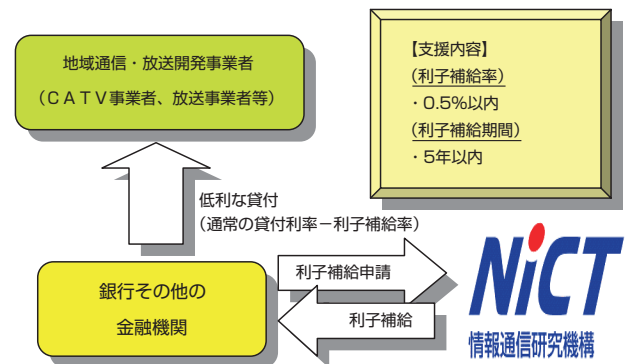 地域通信・放送開発事業者
（ＣＡＴＶ事業者、放送事業者等）
【支援内容】
(利子補給率)
・0.5%以内
(利子補給期間)
・5年以内
低利な貸付
（通常の貸付利率－利子補給率）
銀行その他の
金融機関
利子補給申請
利子補給
NiCT
情報通信研究機構